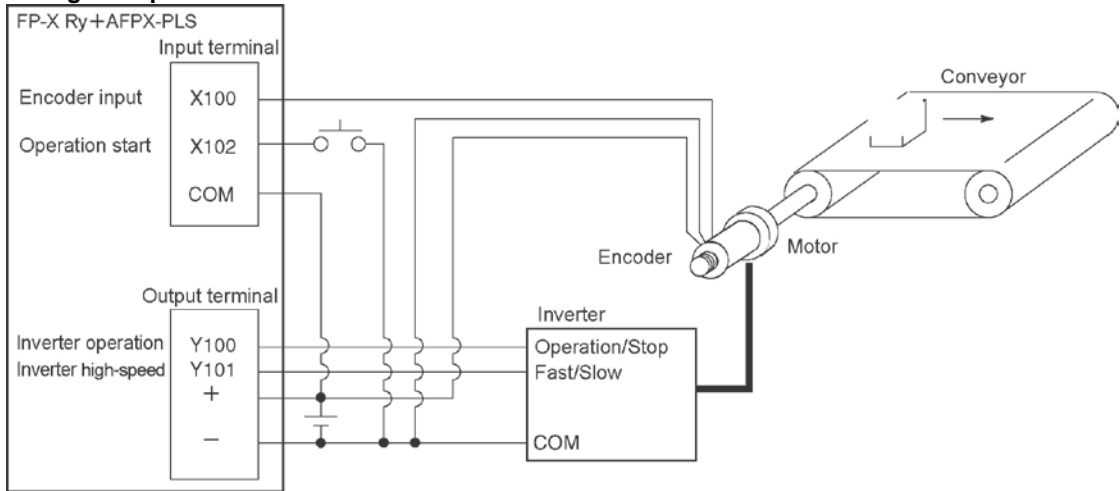 FP-X Ry+AFPX-PLS
Input terminal
Encoder input
X100
Operation start
X102
COM
Conveyor
Encoder
Motor
Output terminal
Inverter
Inverter operation
Y100
Operation/Stop
Inverter high-speed
Y101
Fast/Slow
+
−
COM